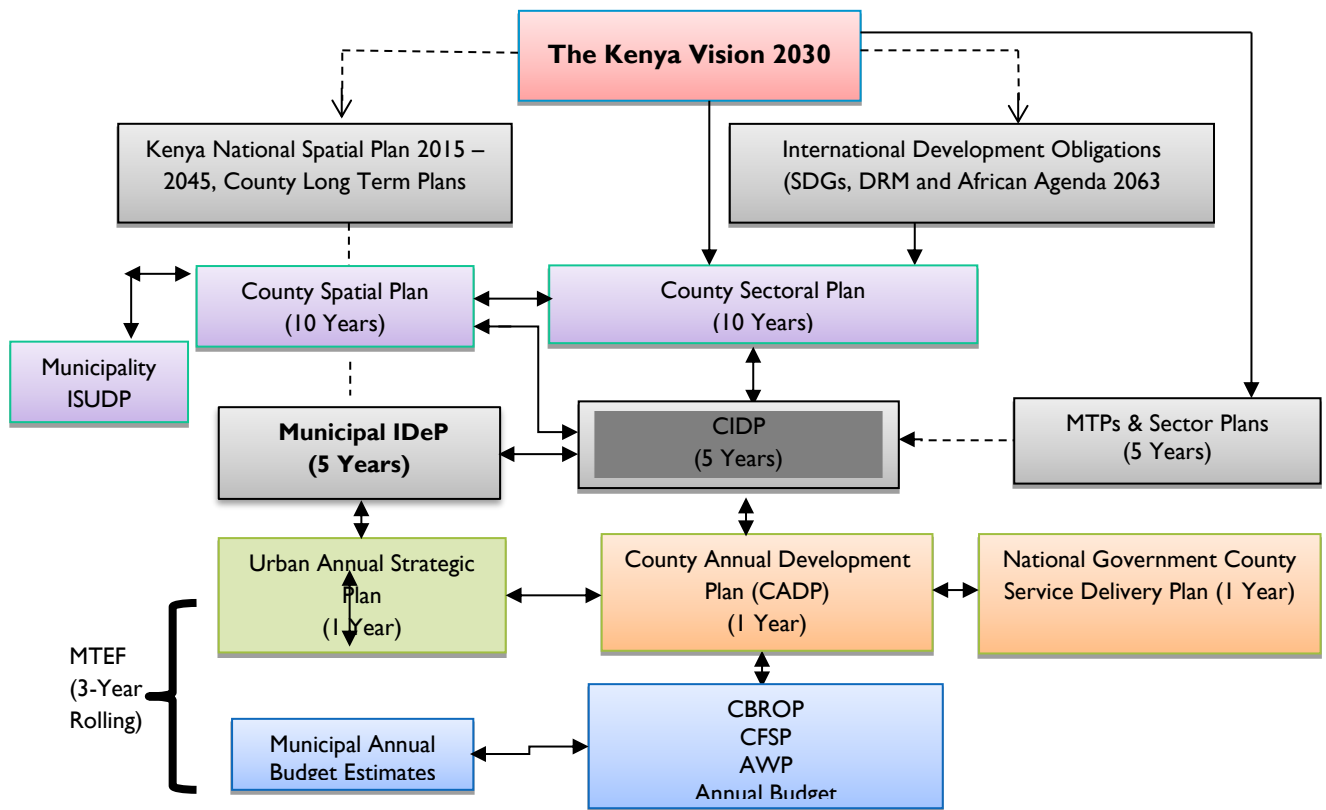 The Kenya Vision 2030
Kenya National Spatial Plan 2015 –
2045, County Long Term Plans
International Development Obligations
(SDGs, DRM and African Agenda 2063
County Spatial Plan
(10 Years)
County Sectoral Plan
(10 Years)
Municipality
ISUDP
Municipal IDeP
(5 Years)
CIDP
(5 Years)
MTPs & Sector Plans
(5 Years)
Urban Annual Strategic
Plan
(1 Year)
County Annual Development
Plan (CADP)
(1 Year)
National Government County
Service Delivery Plan (1 Year)
MTEF
(3-Year
Rolling)
Municipal Annual
Budget Estimates
CBROP
CFSP
AWP
Annual Budget